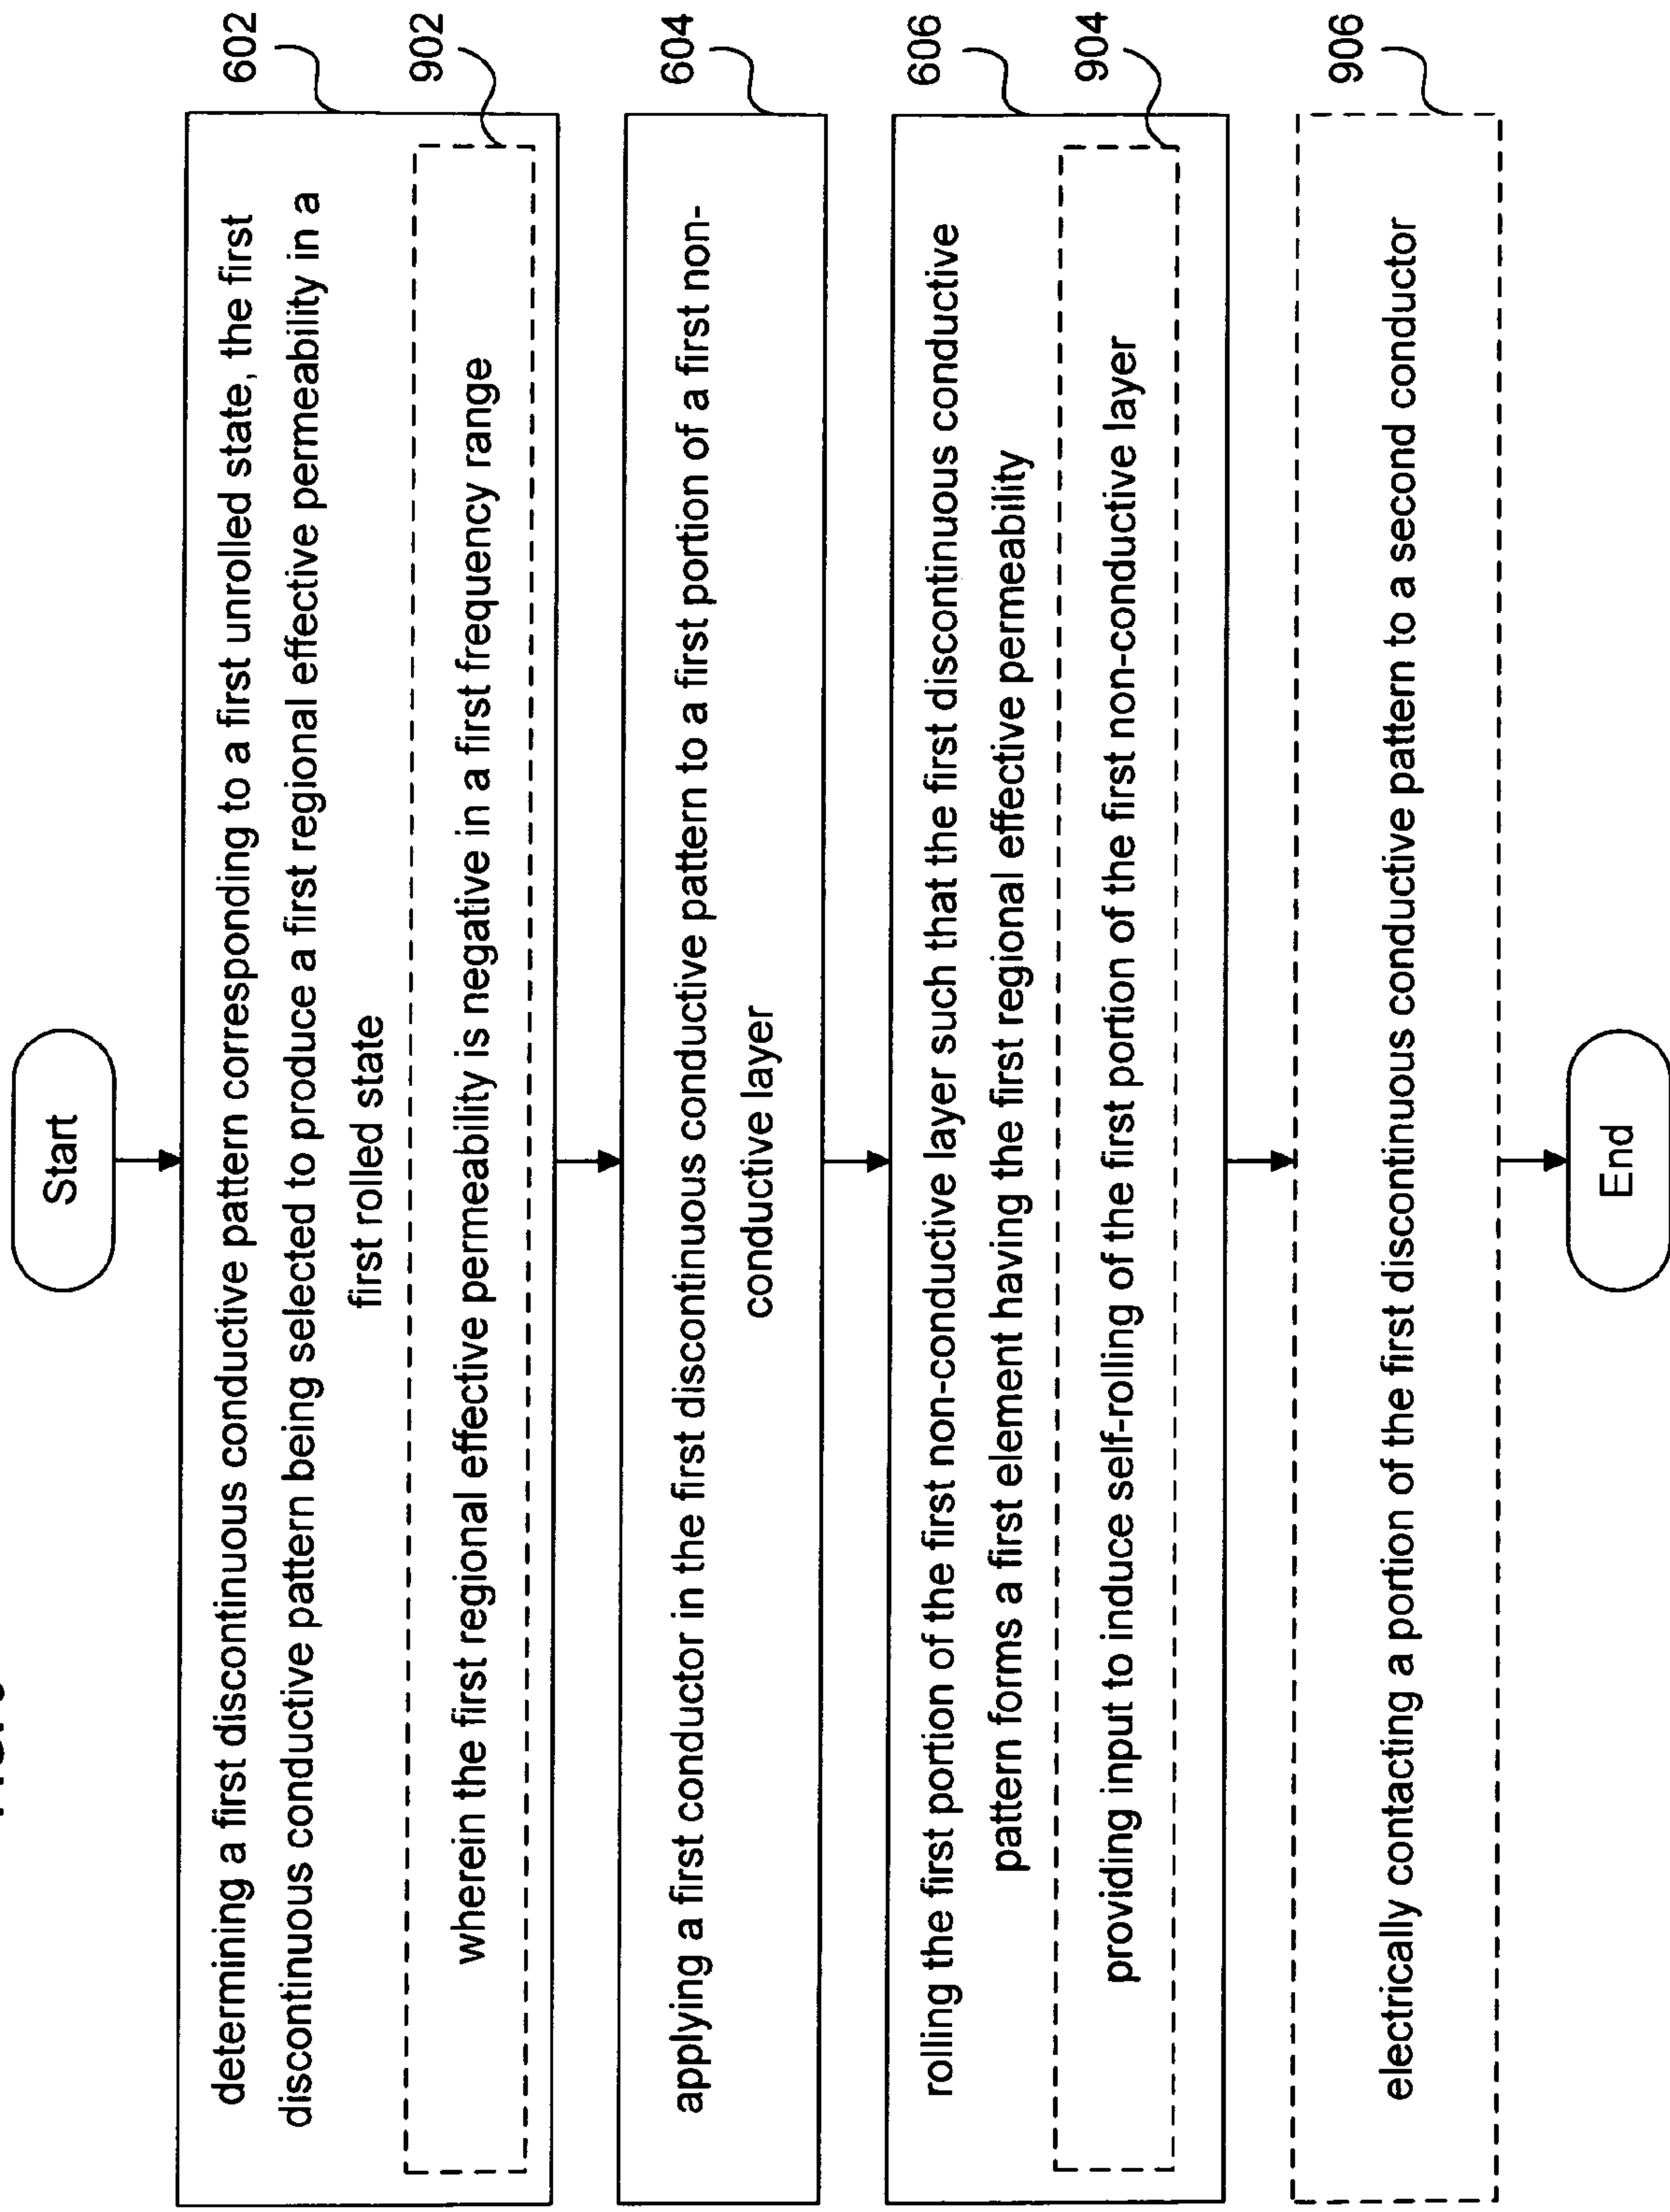 Start
determining a first discontinuous conductive pattern corresponding to a first unrolled state, the first
discontinuous conductive pattern being selected to produce a first regional effective permeability in a
first rolled state
602
wherein the first regional effective permeability is negative in a first frequency range
902
applying a first conductor in the first discontinuous conductive pattern to a first portion of a first non-
conductive layer
604
rolling the first portion of the first non-conductive layer such that the first discontinuous conductive
pattern forms a first element having the first regional effective permeability
606
providing input to induce self-rolling of the first portion of the first non-conductive layer
904
electrically contacting a portion of the first discontinuous conductive pattern to a second conductor
906
End